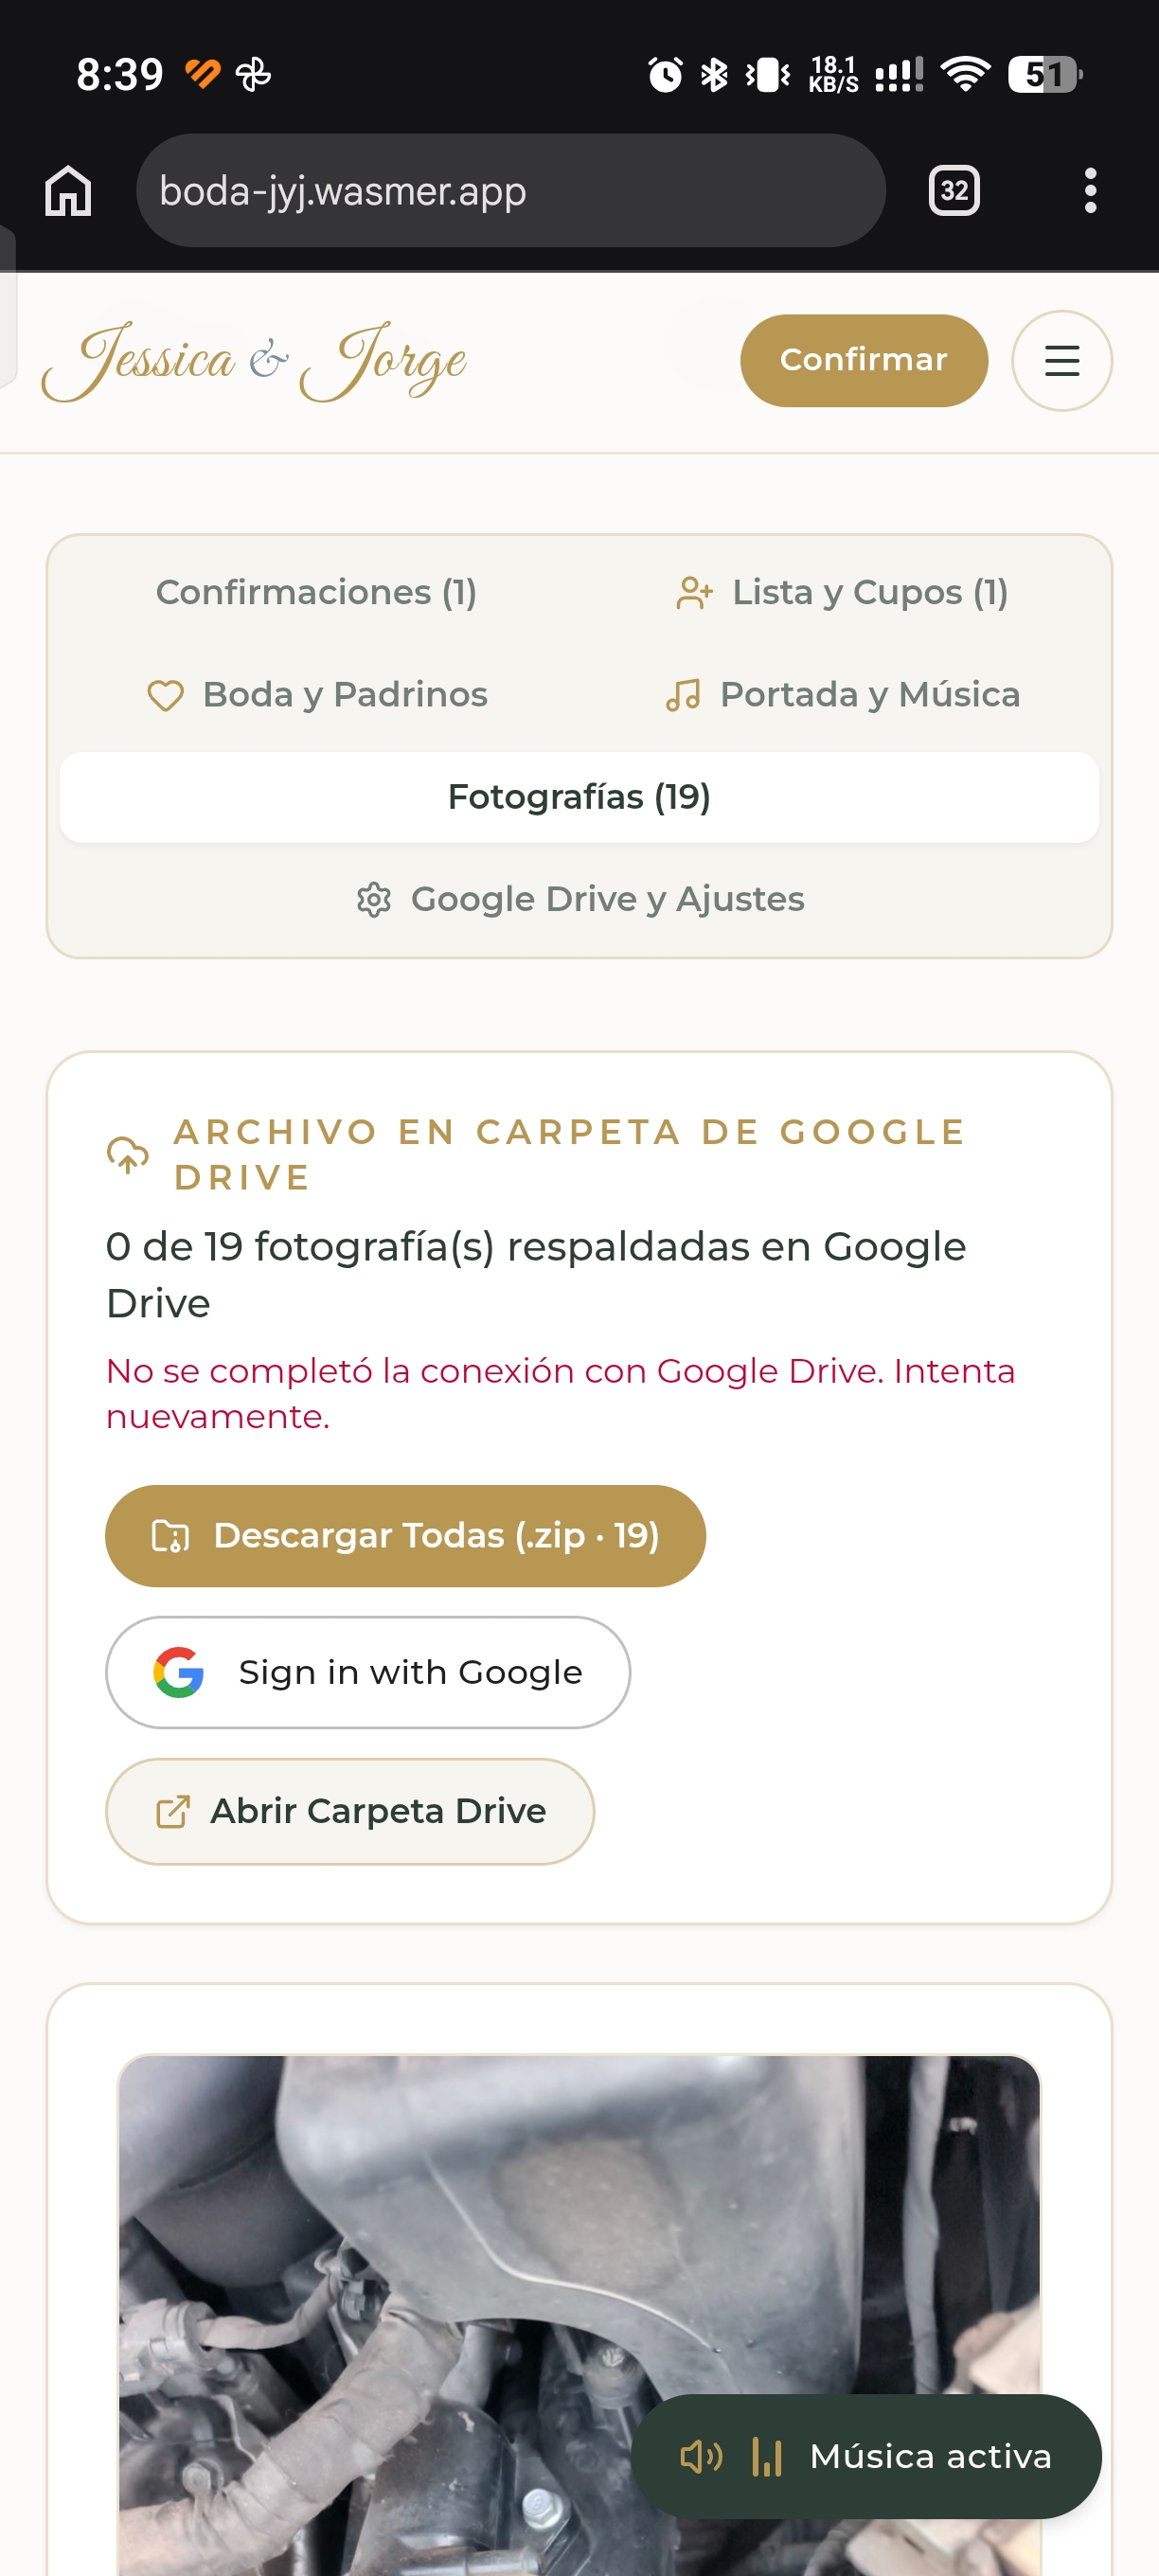 8:39
18.1
KB/S
51
boda-jyj.wasmer.app
32
Jessica & Jorge
Confirmar
Confirmaciones (1)
Lista y Cupos (1)
Boda y Padrinos
Portada y Música
Fotografías (19)
Google Drive y Ajustes
ARCHIVO EN CARPETA DE GOOGLE
DRIVE
0 de 19 fotografía(s) respaldadas en Google
Drive
No se completó la conexión con Google Drive. Intenta
nuevamente.
Descargar Todas (.zip · 19)
Sign in with Google
Abrir Carpeta Drive
Música activa